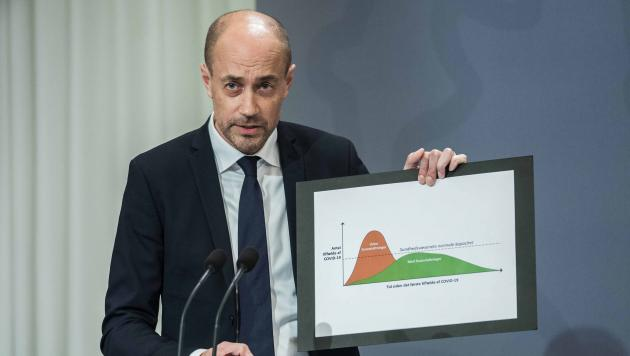 Antal
tilfælde af
COVID-19
Uden
foranstaltninger
Sundhedsvæsenets normale kapacitet
Med foranstaltninger
Tid siden det første tilfælde af COVID-19